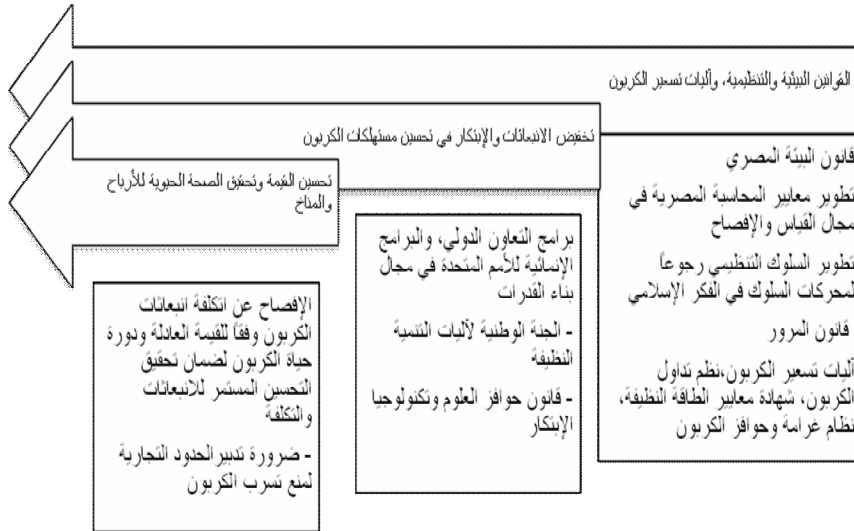 القوانين البيئية والتنظيمية، وآليات تسعير الكربون
تخفيض الانبعاثات والإبتكار في تحسين مستهلكات الكربون
تحسين القيمة وتحقيق الصحة الحيوية للأرباح
والمناخ
قانون البيئة المصري
تطوير معايير المحاسبة المصرية في
مجال القياس والإفصاح
تطوير السلوك التنظيمي رجوعاً
لمحركات السلوك في الفكر الإسلامي
قانون المرور
آليات تسعير الكربون،نظم تداول
الكربون، شهادة معايير الطاقة النظيفة،
نظام غرامة وحوافز الكربون
برامج التعاون الدولي، والبرامج
الإنمائية للأمم المتحدة في مجال
بناء القدرات
- الجنة الوطنية لآليات التنمية
النظيفة
- قانون حوافز العلوم وتكنولوجيا
الإبتكار
الإفصاح عن اتكلفة انبعاثات
الكربون وفقاً للقيمة العادلة ودورة
حياة الكربون لضمان تحقيق
التحسين المستمر للانبعاثات
والتكلفة
- ضرورة تدبير الحدود التجارية
لمنع تسرب الكربون